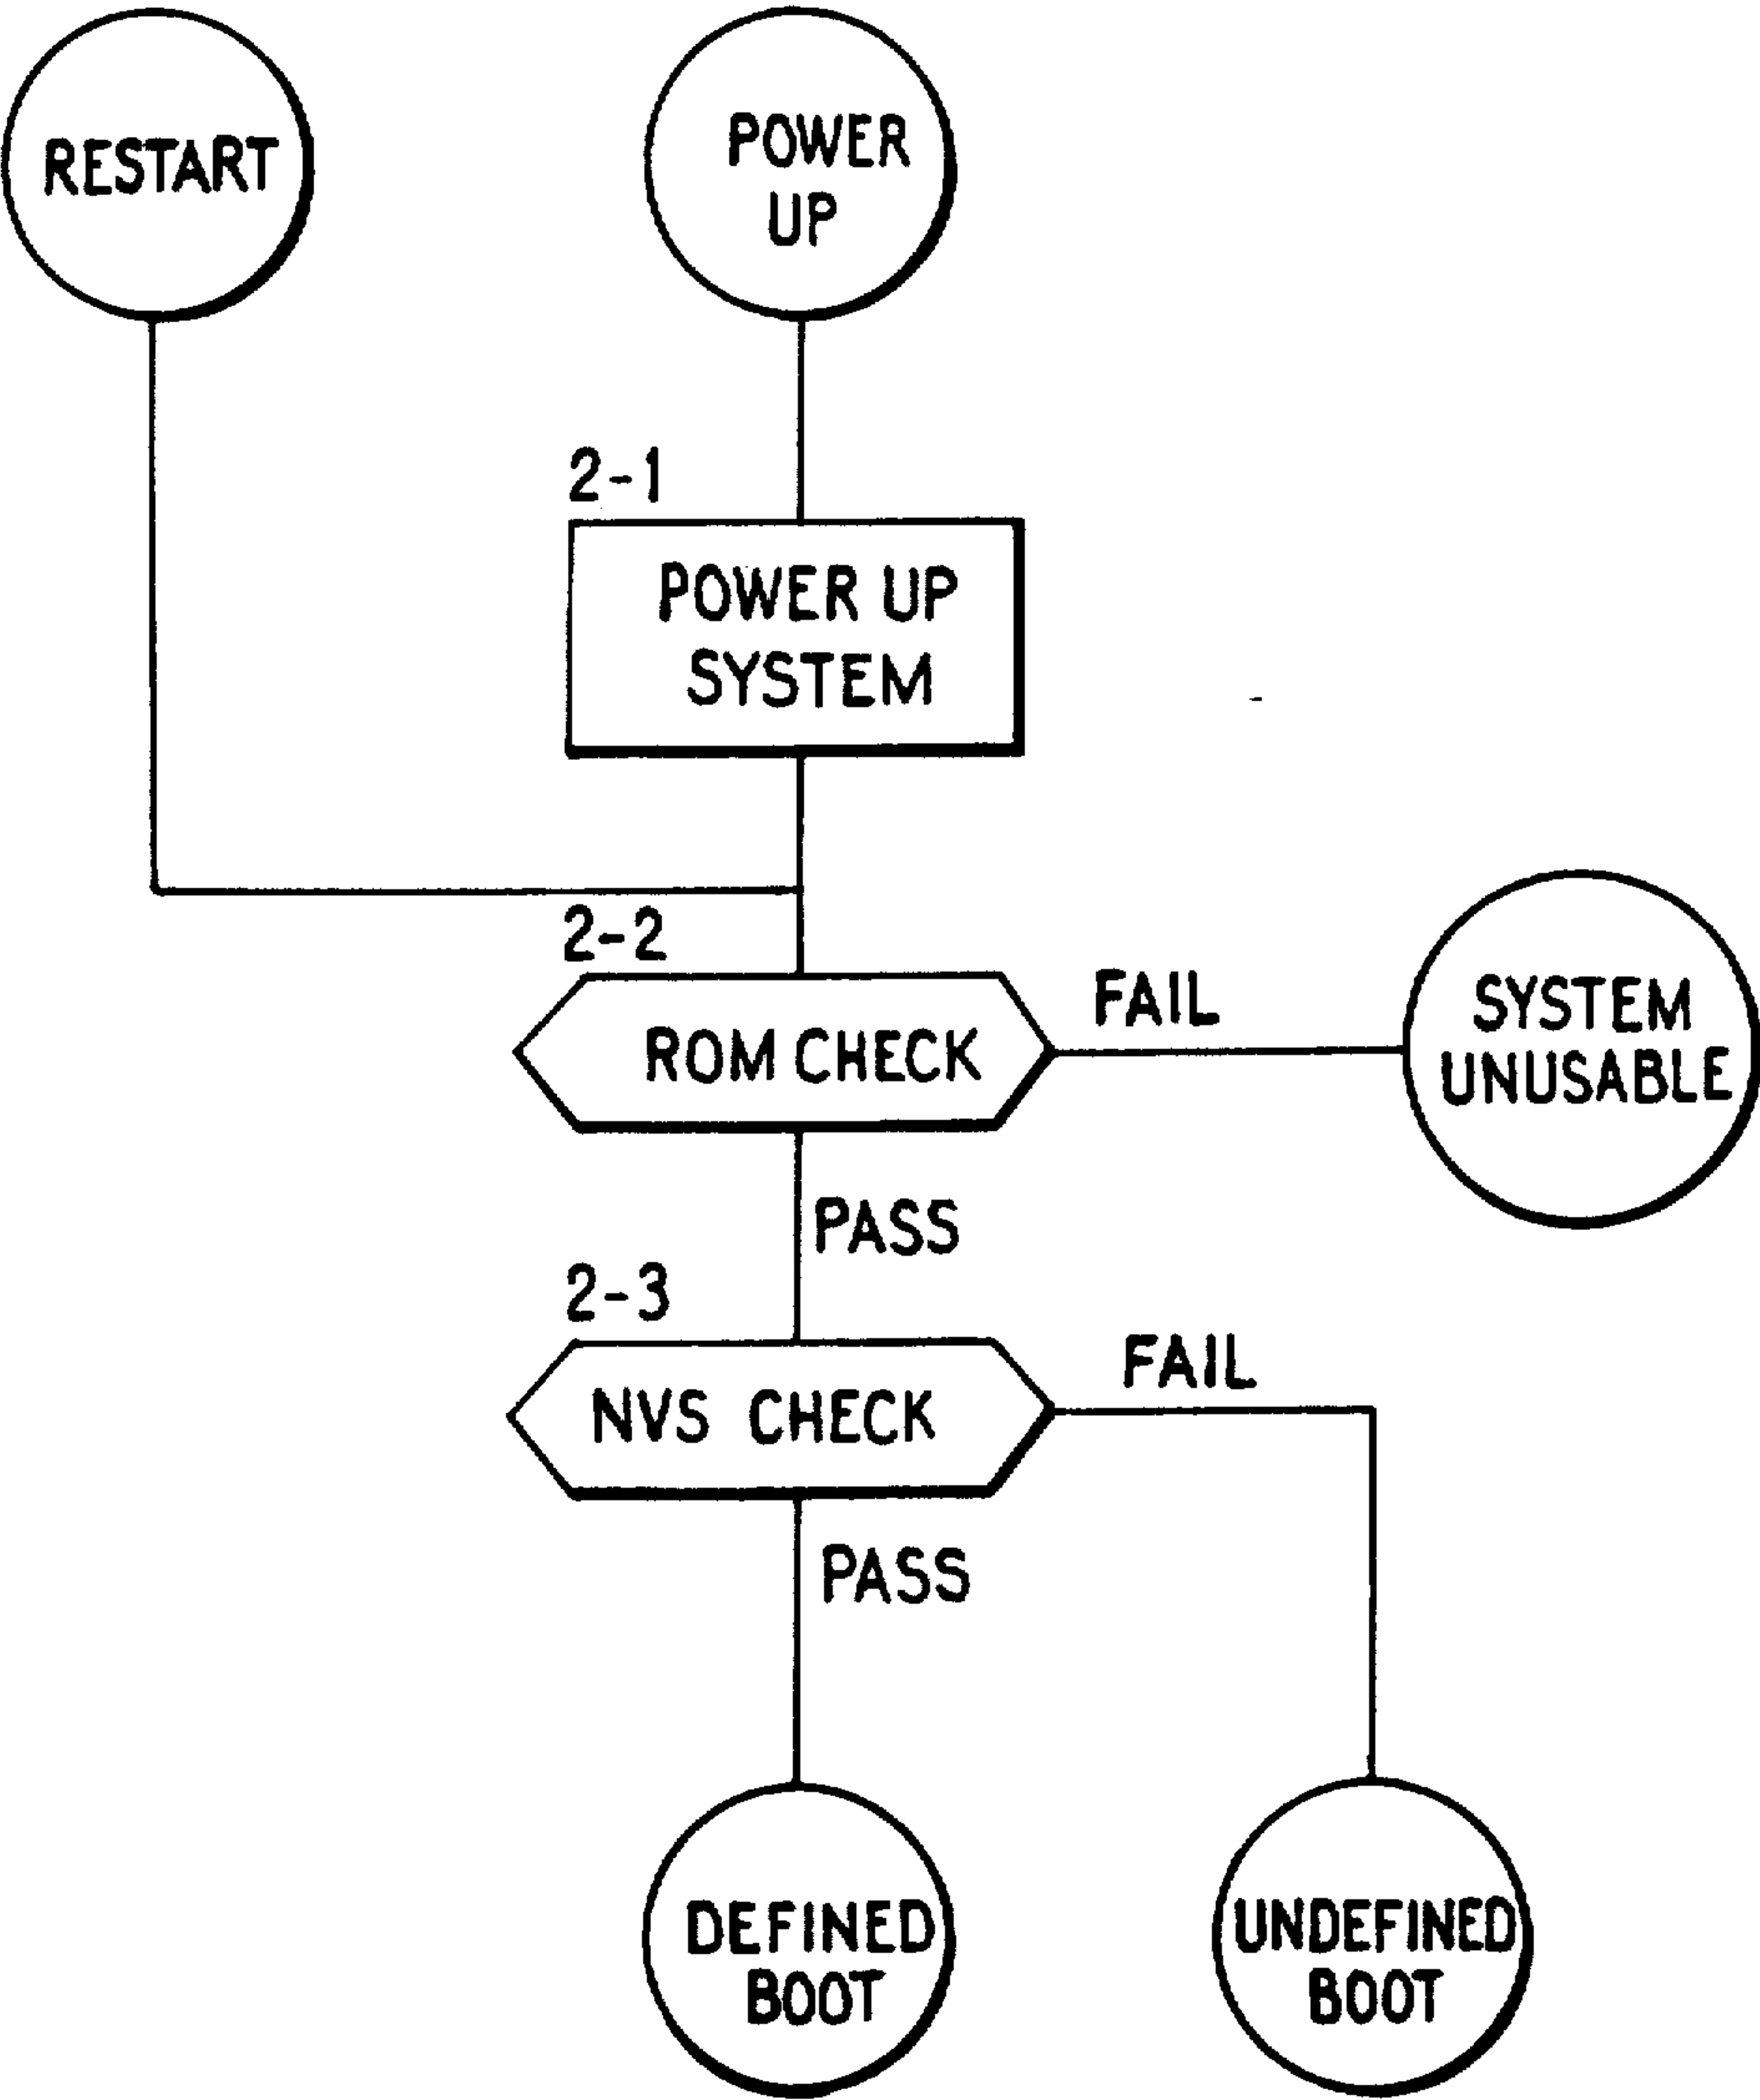 RESTART
POWER
UP
2-1
POWER UP
SYSTEM
2-2
ROM CHECK
FAIL
SYSTEM
UNUSABLE
PASS
2-3
NVS CHECK
FAIL
PASS
DEFINED
BOOT
UNDEFINED
BOOT